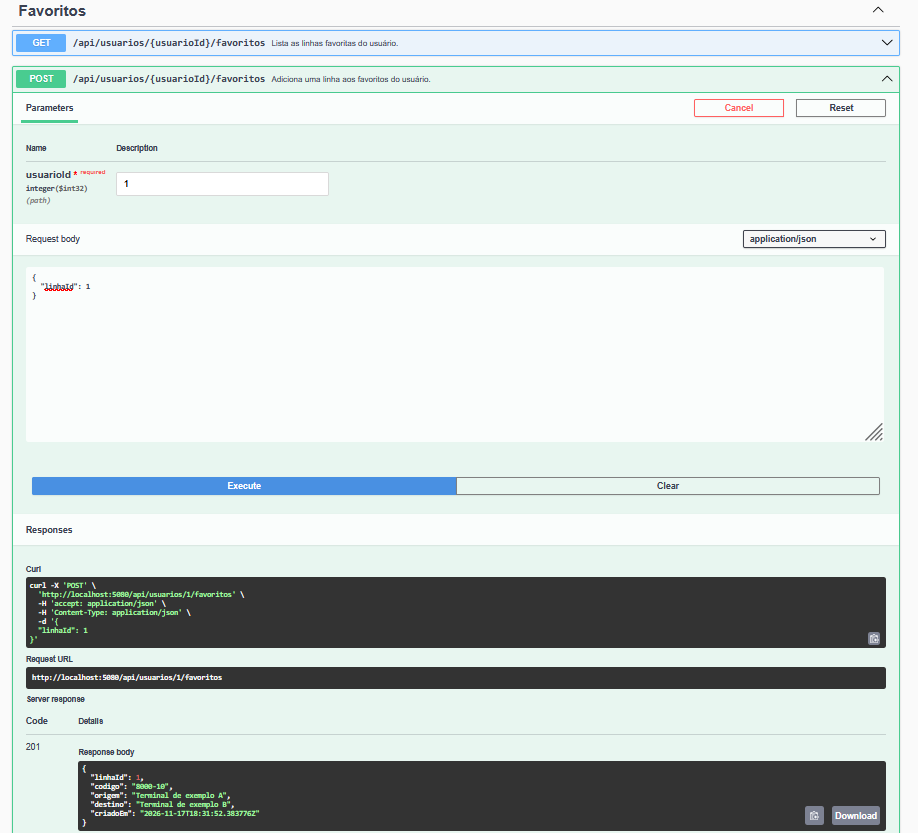 Favoritos
GET /api/usuarios/{usuarioId}/favoritos Lista as linhas favoritas do usuário.
POST /api/usuarios/{usuarioId}/favoritos Adiciona uma linha aos favoritos do usuário.
Parameters Cancel Reset
Name Description
usuarioId * required
integer($int32)
(path)
1
Request body application/json
{
  "linhaId": 1
}
Execute Clear
Responses
Curl
curl -X 'POST' \
  'http://localhost:5080/api/usuarios/1/favoritos' \
  -H 'accept: application/json' \
  -H 'Content-Type: application/json' \
  -d '{
  "linhaId": 1
}'
Request URL
http://localhost:5080/api/usuarios/1/favoritos
Server response
Code Details
201
Response body
{
  "linhaId": 1,
  "codigo": "8000-10",
  "origem": "Terminal de exemplo A",
  "destino": "Terminal de exemplo B",
  "criadoEm": "2026-11-17T18:31:52.383776Z"
}
Download